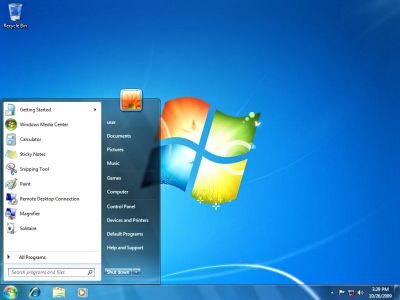 Recycle Bin
Getting Started
Windows Media Center
Calculator
Sticky Notes
Snipping Tool
Paint
Remote Desktop Connection
Magnifier
Solitaire
All Programs
Search programs and files
user
Documents
Pictures
Music
Games
Computer
Control Panel
Devices and Printers
Default Programs
Help and Support
Shut down
3:29 PM
10/26/2009